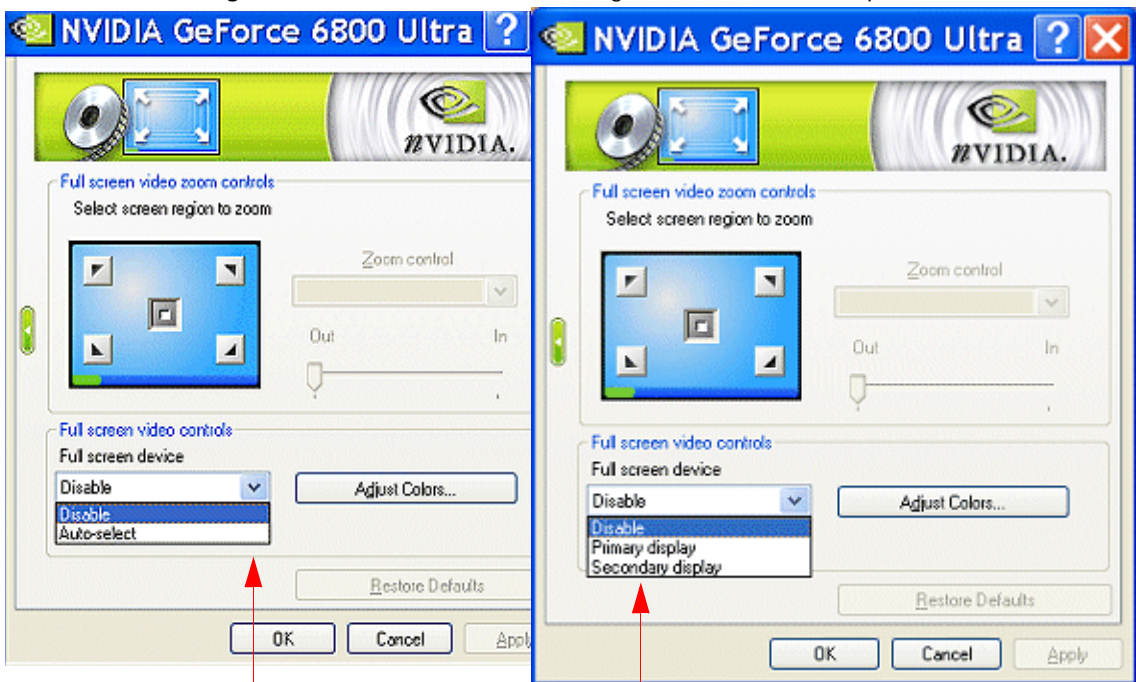 NVIDIA GeForce 6800 Ultra ?
nVIDIA.
Full screen video zoom controls
Select screen region to zoom
Zoom control
Out In
Full screen video controls
Full screen device
Disable
Adjust Colors...
Disable
Auto-select
Restore Defaults
OK Cancel
NVIDIA GeForce 6800 Ultra ? X
nVIDIA.
Full screen video zoom controls
Select screen region to zoom
Zoom control
Out In
Full screen video controls
Full screen device
Disable
Adjust Colors...
Disable
Primary display
Secondary display
Restore Defaults
OK Cancel Apply